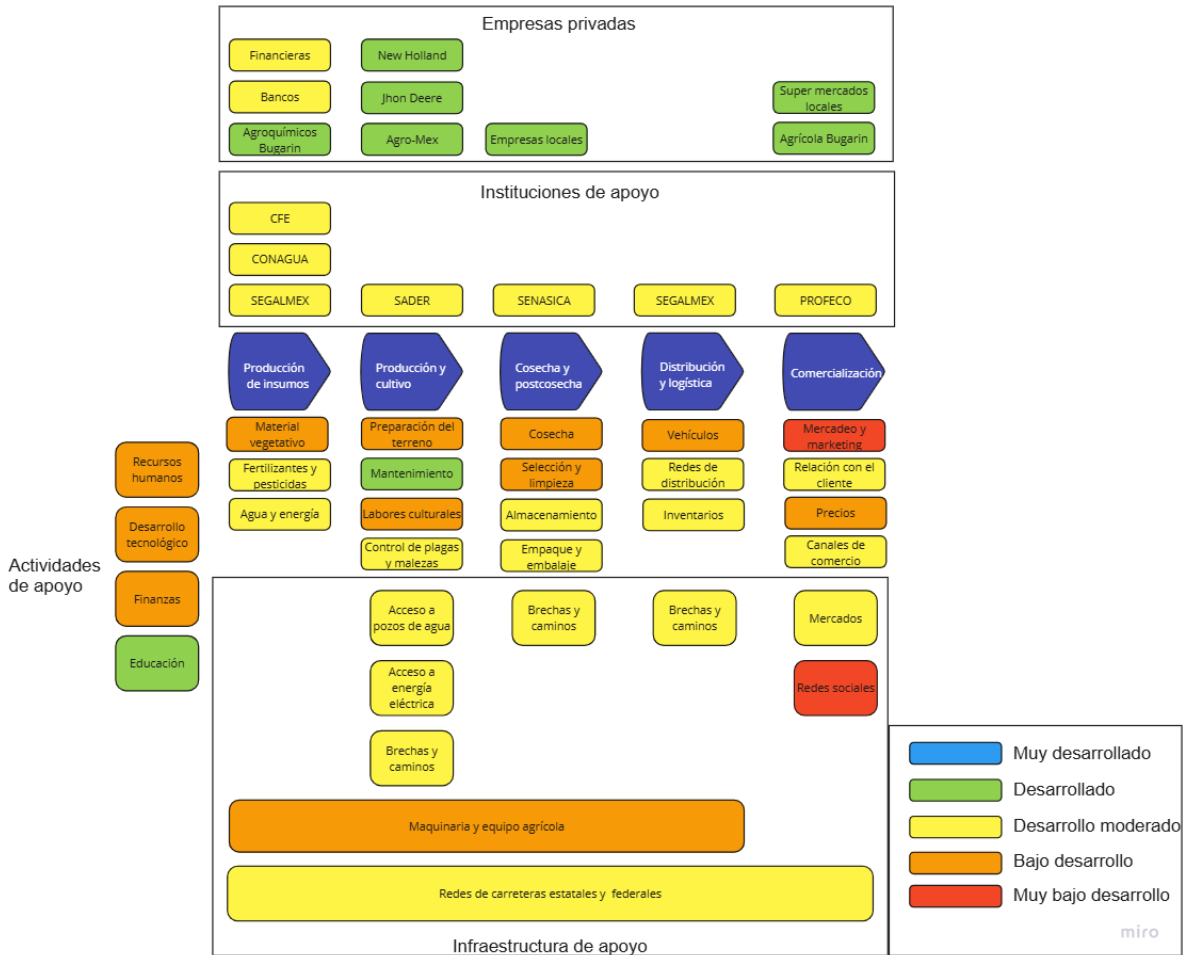 Empresas privadas
Financieras
New Holland
Bancos
Jhon Deere
Super mercados
locales
Agroquímicos
Bugarin
Agro-Mex
Empresas locales
Agrícola Bugarin
Instituciones de apoyo
CFE
CONAGUA
SEGALMEX
SADER
SENASICA
SEGALMEX
PROFECO
Producción
de insumos
Producción y
cultivo
Cosecha y
postcosecha
Distribución
y logística
Comercialización
Material
vegetativo
Fertilizantes y
pesticidas
Agua y energía
Preparación del
terreno
Mantenimiento
Labores culturales
Control de plagas
y malezas
Cosecha
Selección y
limpieza
Almacenamiento
Empaque y
embalaje
Vehículos
Redes de
distribución
Inventarios
Mercadeo y
marketing
Relación con el
cliente
Precios
Canales de
comercio
Actividades
de apoyo
Recursos
humanos
Desarrollo
tecnológico
Finanzas
Educación
Acceso a
pozos de agua
Brechas y
caminos
Brechas y
caminos
Mercados
Acceso a
energía
eléctrica
Redes sociales
Brechas y
caminos
Maquinaria y equipo agrícola
Redes de carreteras estatales y federales
Infraestructura de apoyo
Muy desarrollado
Desarrollado
Desarrollo moderado
Bajo desarrollo
Muy bajo desarrollo
miro